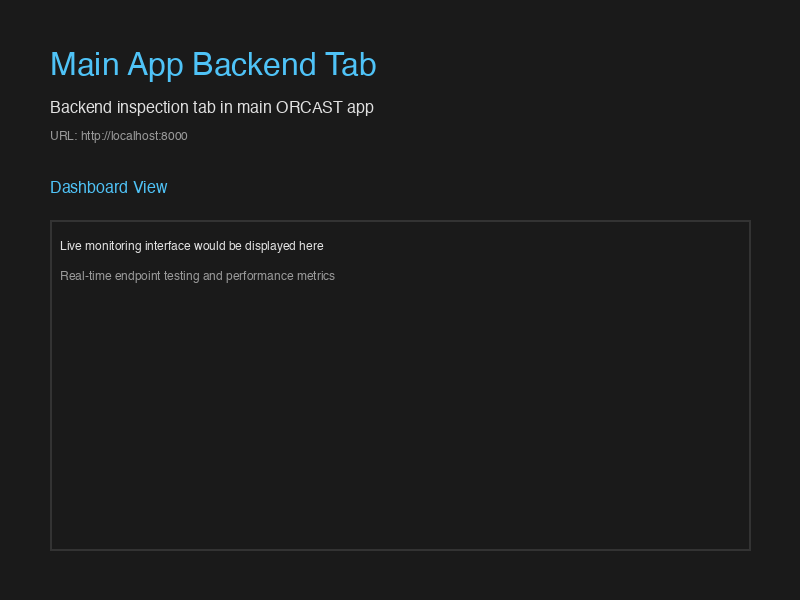 Main App Backend Tab
Backend inspection tab in main ORCAST app
URL: http://localhost:8000
Dashboard View
Live monitoring interface would be displayed here
Real-time endpoint testing and performance metrics